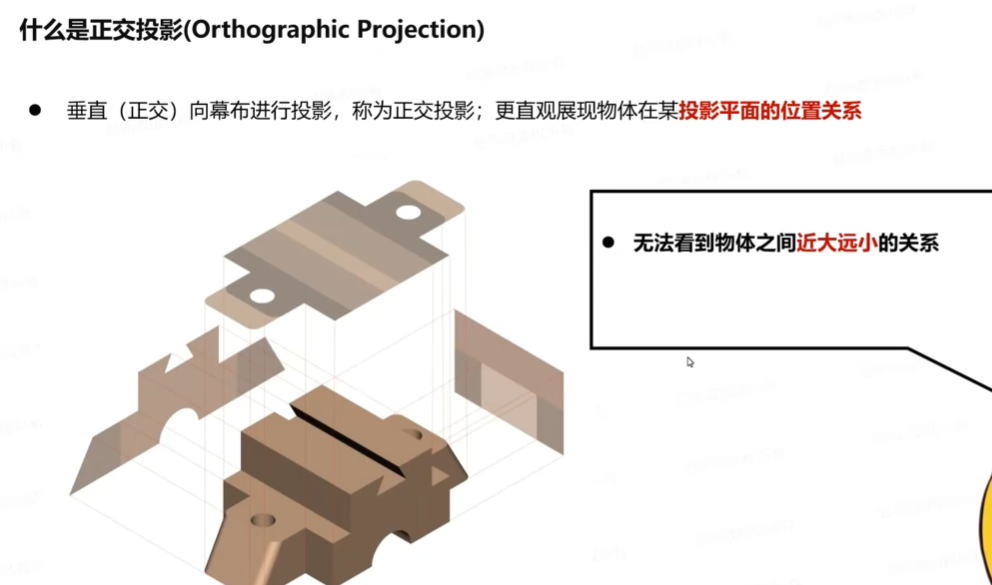 什么是正交投影(Orthographic Projection)
垂直（正交）向幕布进行投影，称为正交投影；更直观展现物体在某投影平面的位置关系
无法看到物体之间近大远小的关系